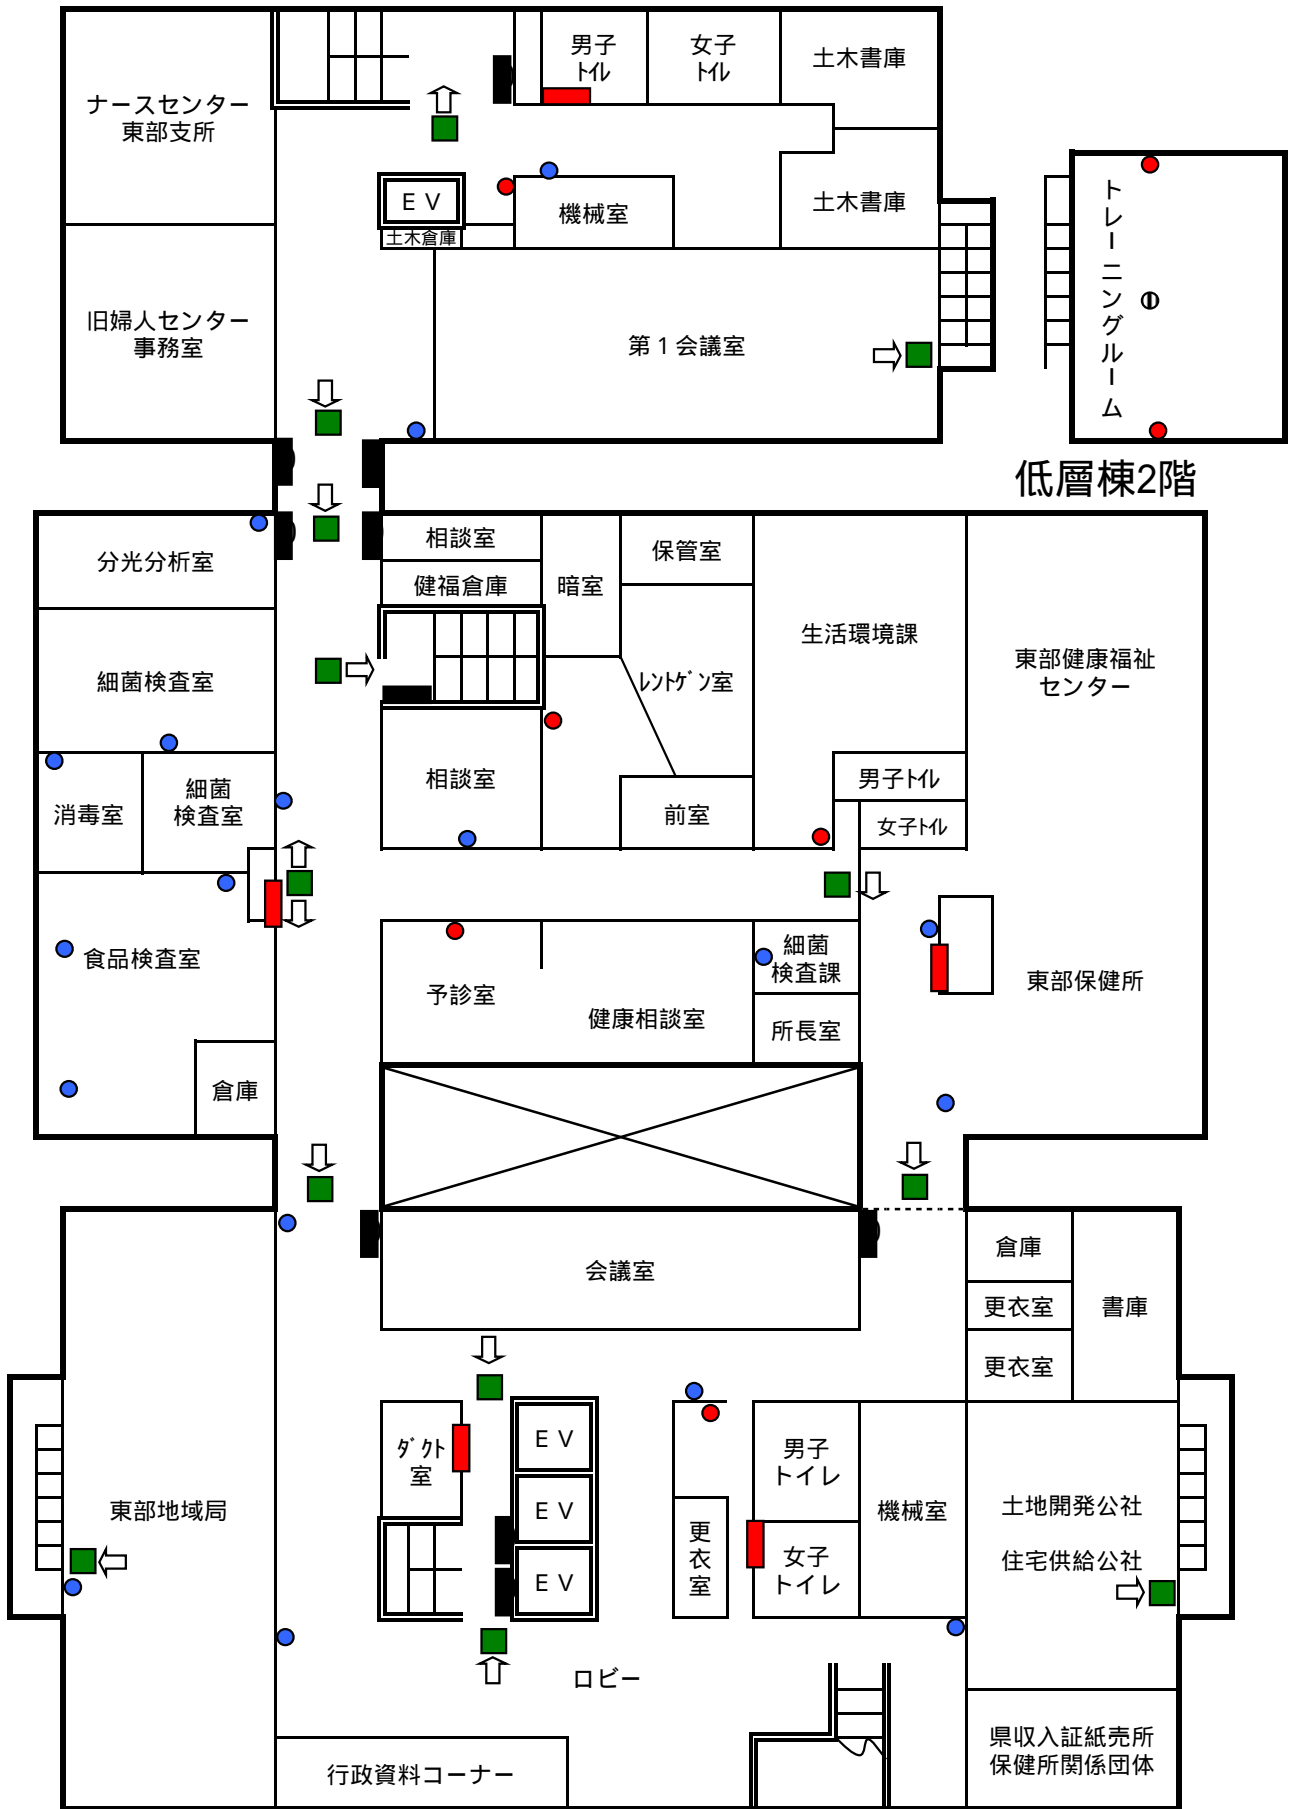 男子
ﾄｲﾚ
女子
ﾄｲﾚ
土木書庫
ナースセンター
東部支所
ＥＶ
機械室
土木書庫
土木倉庫
トレーニングルーム
旧婦人センター
事務室
第１会議室
低層棟2階
分光分析室
相談室
健福倉庫
暗室
保管室
生活環境課
東部健康福祉
センター
細菌検査室
ﾚﾝﾄｹﾞﾝ室
消毒室
細菌
検査室
相談室
前室
男子ﾄｲﾚ
女子ﾄｲﾚ
食品検査室
予診室
健康相談室
細菌
検査課
所長室
東部保健所
倉庫
会議室
倉庫
更衣室
更衣室
書庫
ﾀﾞｸﾄ
室
ＥＶ
ＥＶ
ＥＶ
男子
トイレ
女子
トイレ
更衣室
機械室
東部地域局
土地開発公社
住宅供給公社
ロビー
行政資料コーナー
県収入証紙売所
保健所関係団体